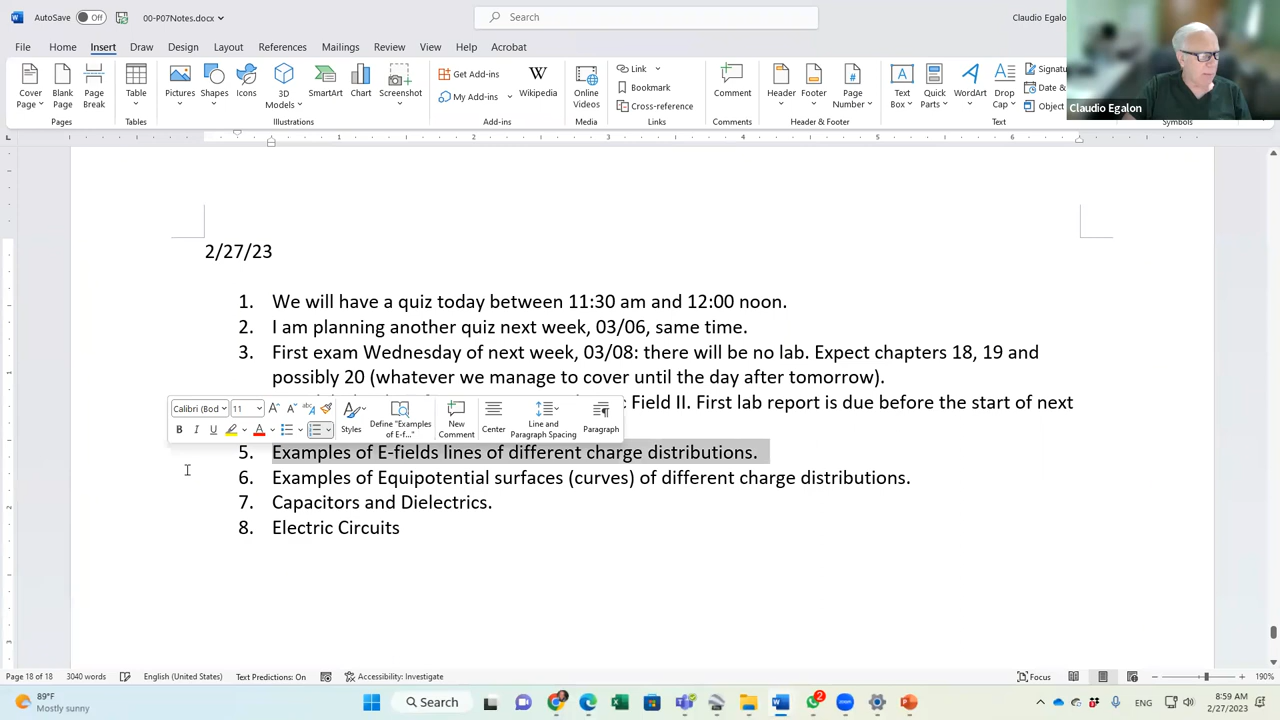 AutoSave Off 00-P07Notes.docx Search Claudio Egalon
File Home Insert Draw Design Layout References Mailings Review View Help Acrobat
Cover Page Blank Page Page Break Table Pictures Shapes Icons 3D Models SmartArt Chart Screenshot Get Add-ins My Add-ins Wikipedia Online Videos Link Bookmark Cross-reference Comment Header Footer Page Number Text Box Quick Parts WordArt Drop Cap Date & Object
Pages Tables Illustrations Add-ins Media Links Comments Header & Footer Text Symbols
Claudio Egalon
1 2 3 4 5 6
2/27/23
1. We will have a quiz today between 11:30 am and 12:00 noon.
2. I am planning another quiz next week, 03/06, same time.
3. First exam Wednesday of next week, 03/08: there will be no lab. Expect chapters 18, 19 and
possibly 20 (whatever we manage to cover until the day after tomorrow).
Field II. First lab report is due before the start of next
Calibri (Bod 11 Styles Define "Examples of E-f..." New Comment Center Line and Paragraph Spacing Paragraph
5. Examples of E-fields lines of different charge distributions.
6. Examples of Equipotential surfaces (curves) of different charge distributions.
7. Capacitors and Dielectrics.
8. Electric Circuits
Page 18 of 18 3040 words English (United States) Text Predictions: On Accessibility: Investigate Focus 190%
89°F Mostly sunny Search 2 ENG 8:59 AM 2/27/2023